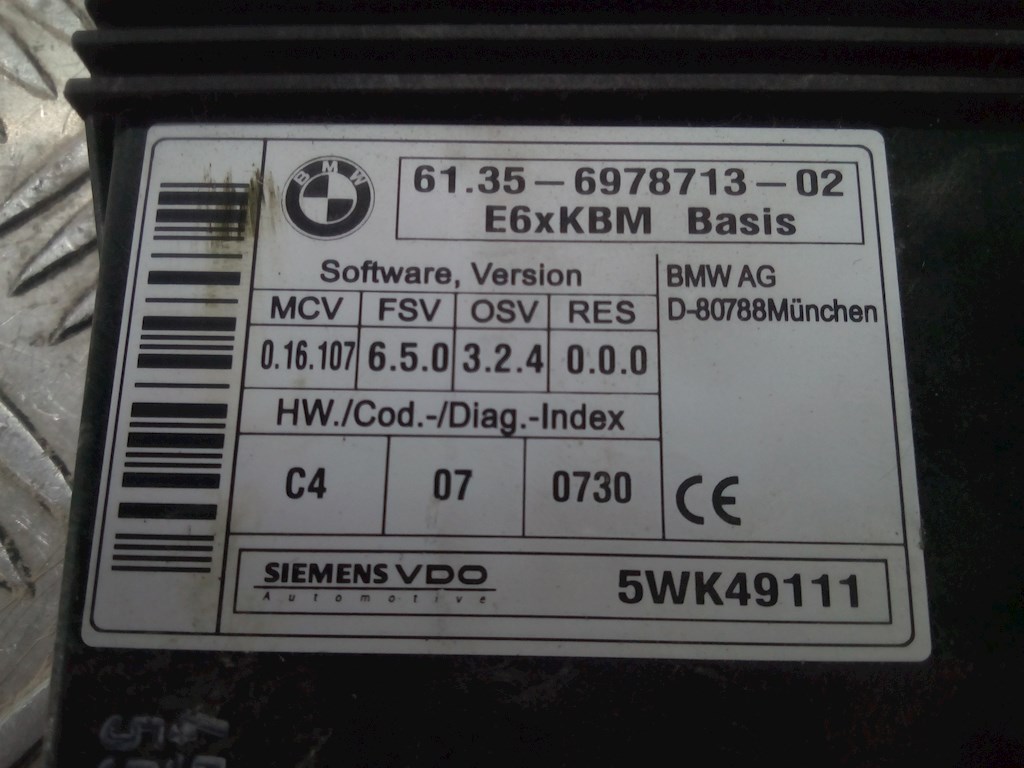 BMW
61.35-6978713-02
E6xKBM Basis
Software, Version
MCV FSV OSV RES
0.16.107 6.5.0 3.2.4 0.0.0
HW./Cod.-/Diag.-Index
C4 07 0730
BMW AG
D-80788München
CE
SIEMENS VDO
Automotive
5WK49111